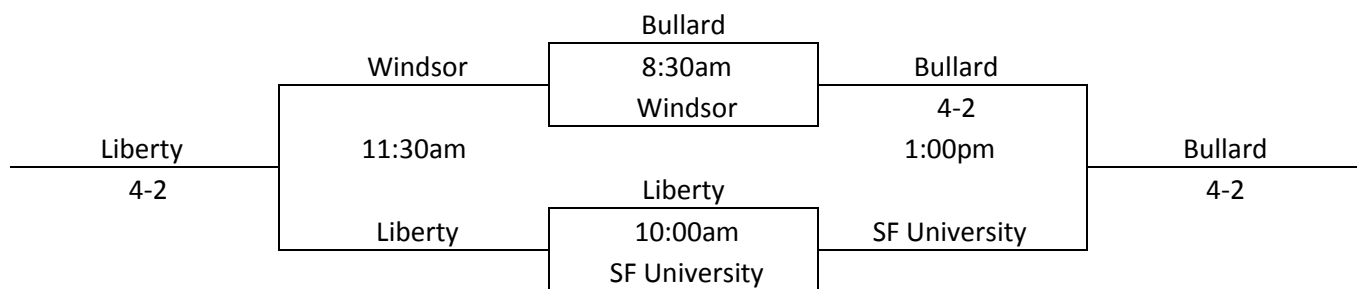 Bullard
Windsor 8:30am Bullard
Windsor 4-2
Liberty 11:30am 1:00pm Bullard
4-2 Liberty 4-2
Liberty 10:00am SF University
SF University